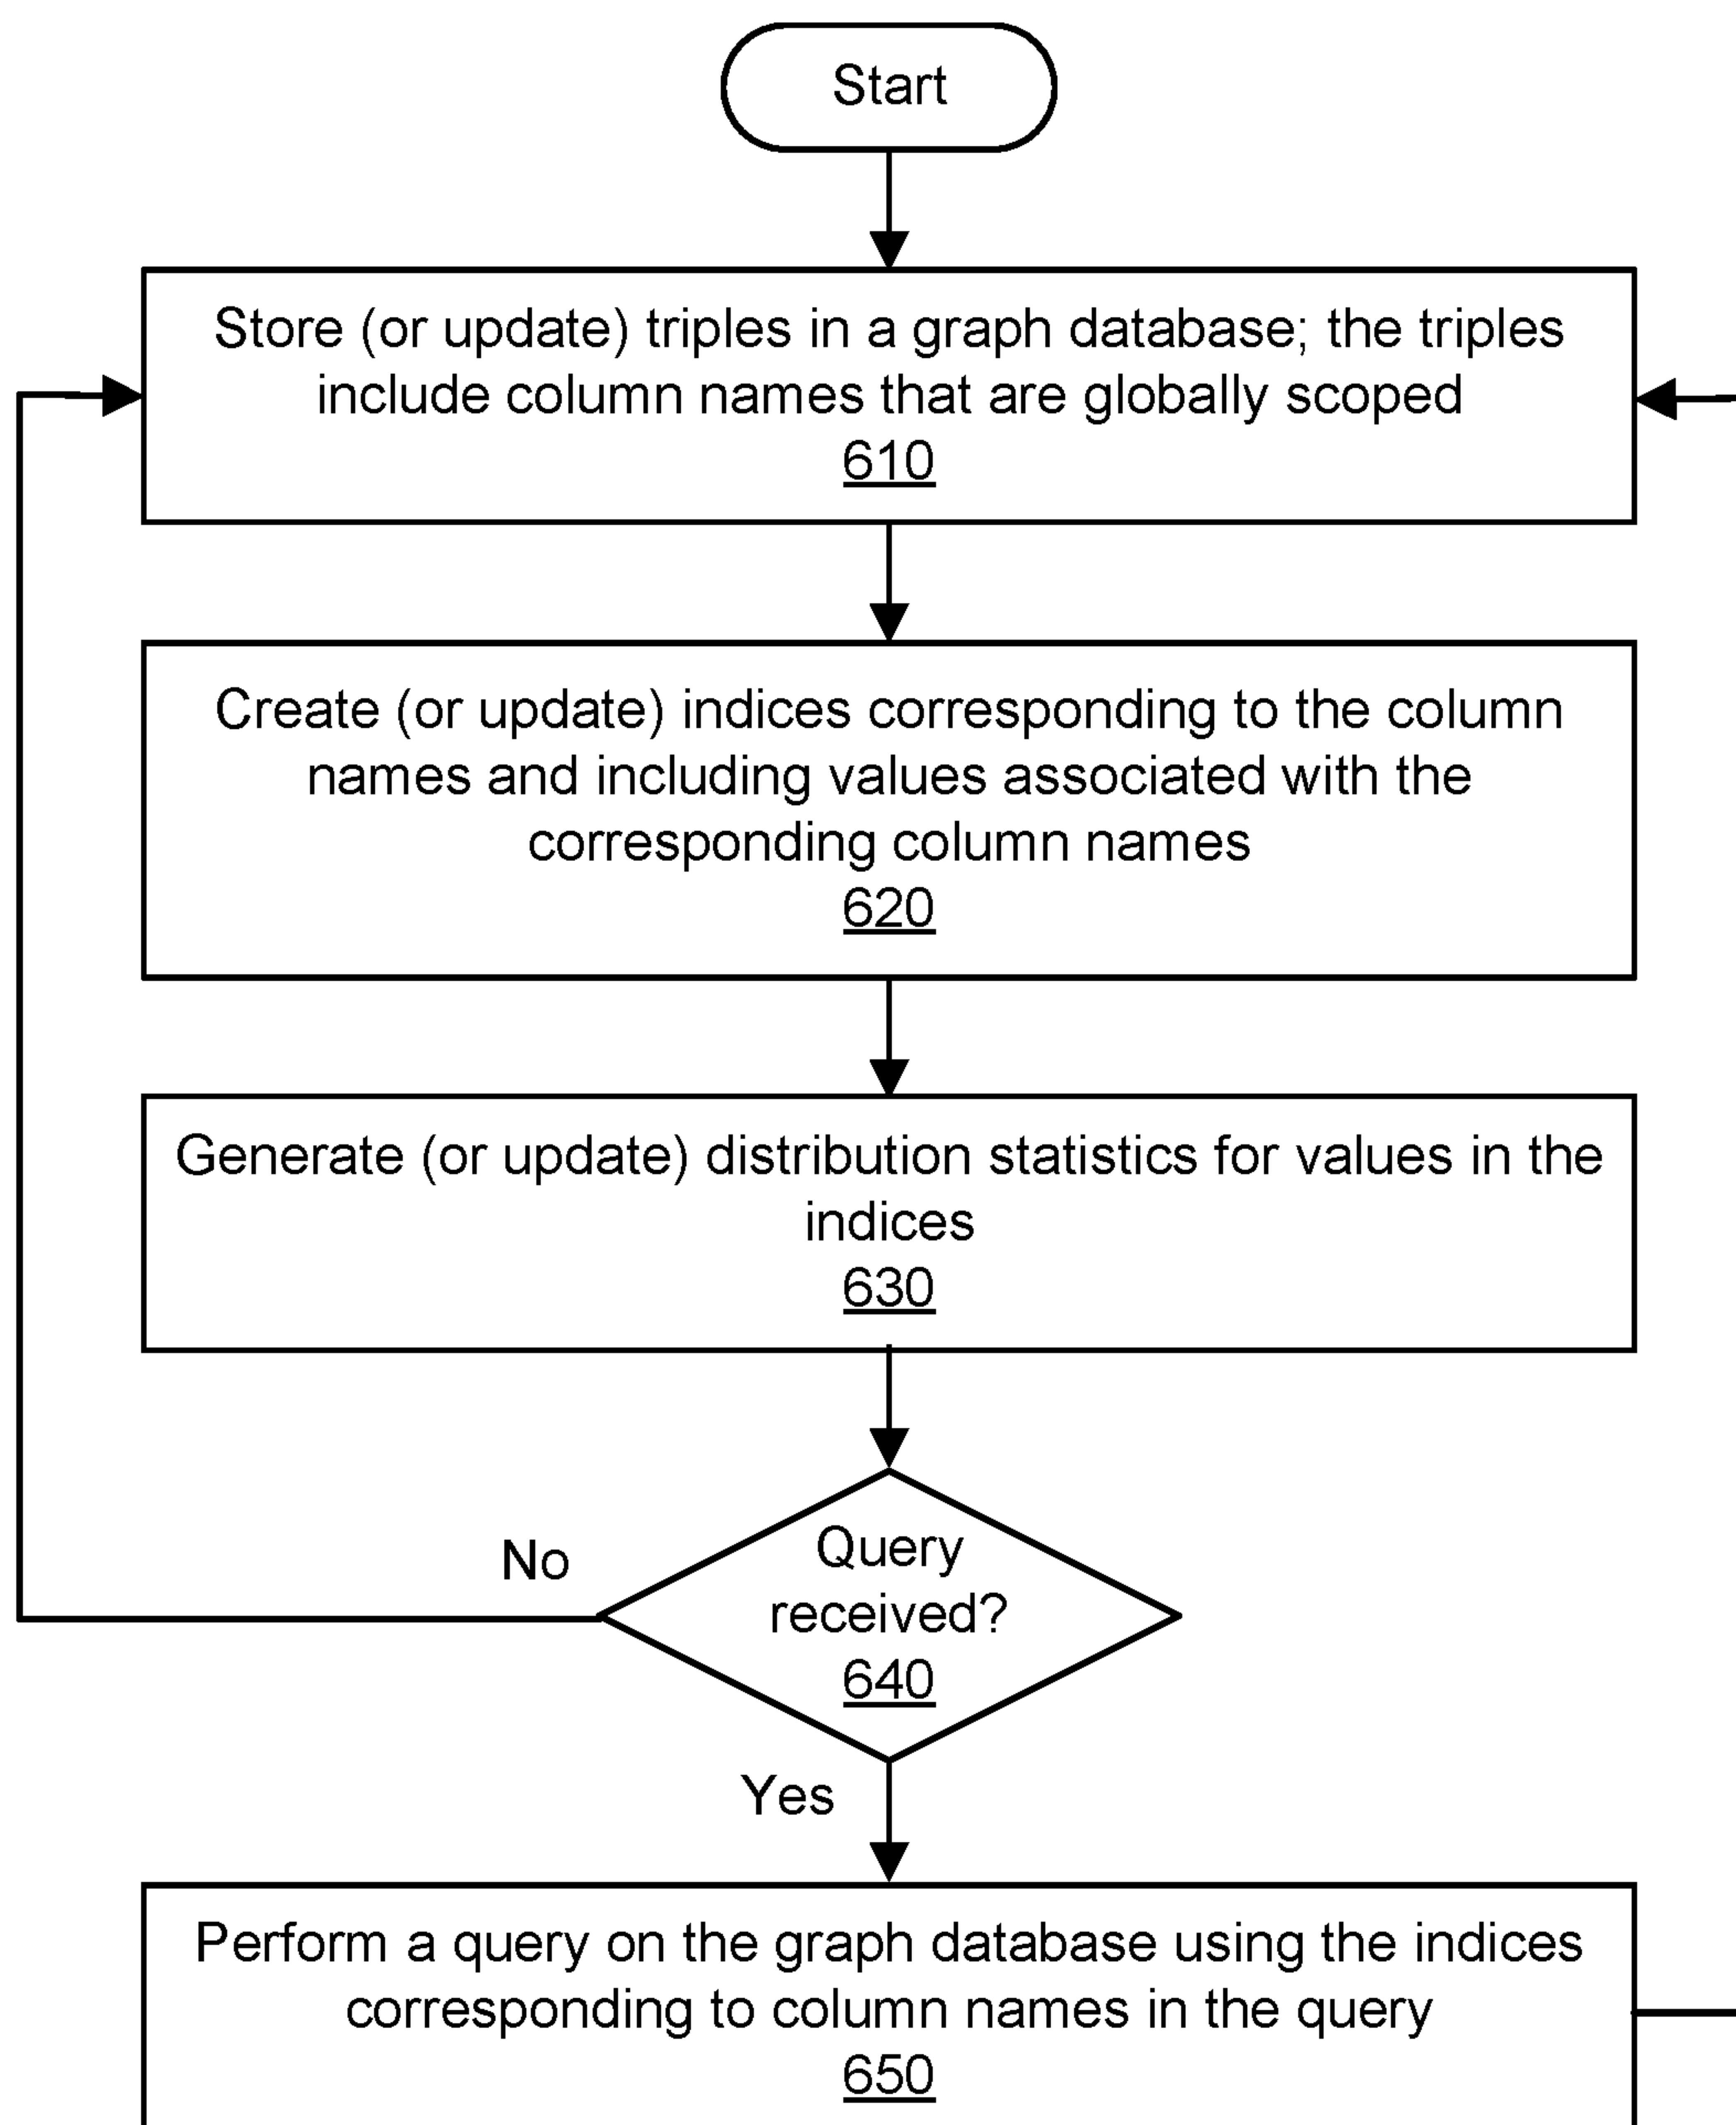 Start
Store (or update) triples in a graph database; the triples
include column names that are globally scoped
610
Create (or update) indices corresponding to the column
names and including values associated with the
corresponding column names
620
Generate (or update) distribution statistics for values in the
indices
630
Query
received?
640
No
Yes
Perform a query on the graph database using the indices
corresponding to column names in the query
650